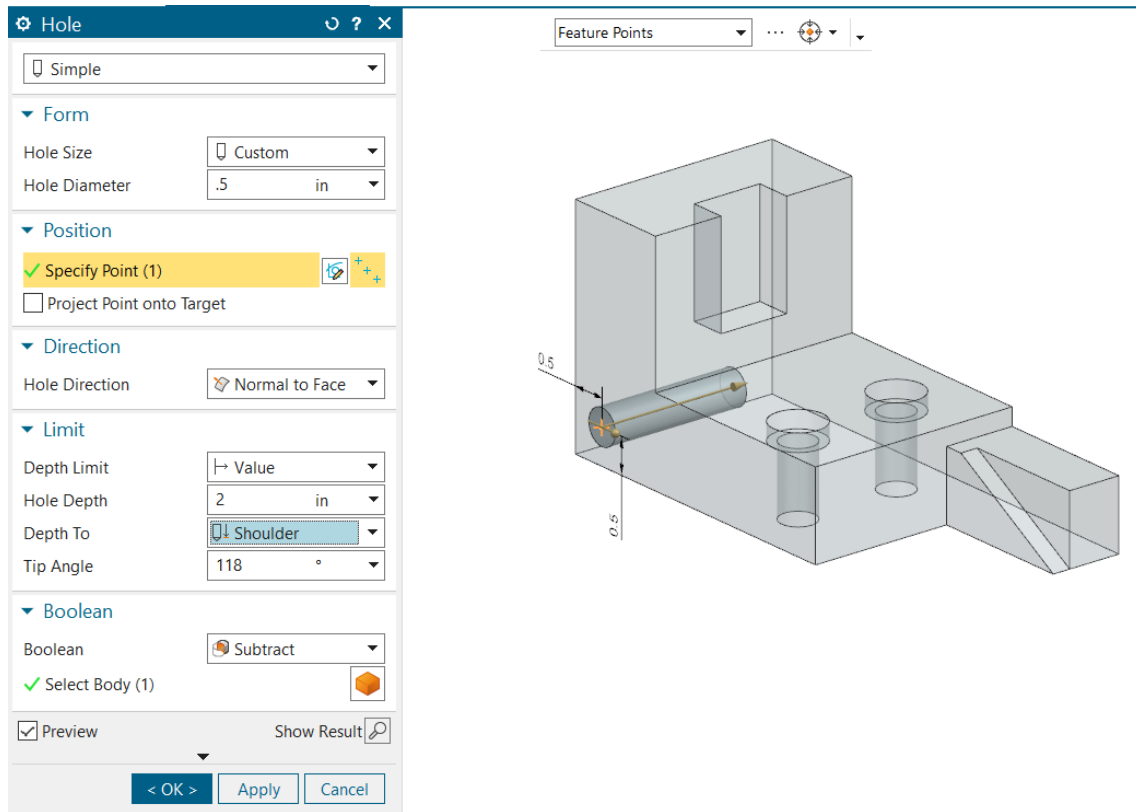 Hole ?
Simple
Form
Hole Size Custom
Hole Diameter .5 in
Position
Specify Point (1)
Project Point onto Target
Direction
Hole Direction Normal to Face
Limit
Depth Limit Value
Hole Depth 2 in
Depth To Shoulder
Tip Angle 118 °
Boolean
Boolean Subtract
Select Body (1)
Preview Show Result
< OK > Apply Cancel
Feature Points ...
0.5
0.5